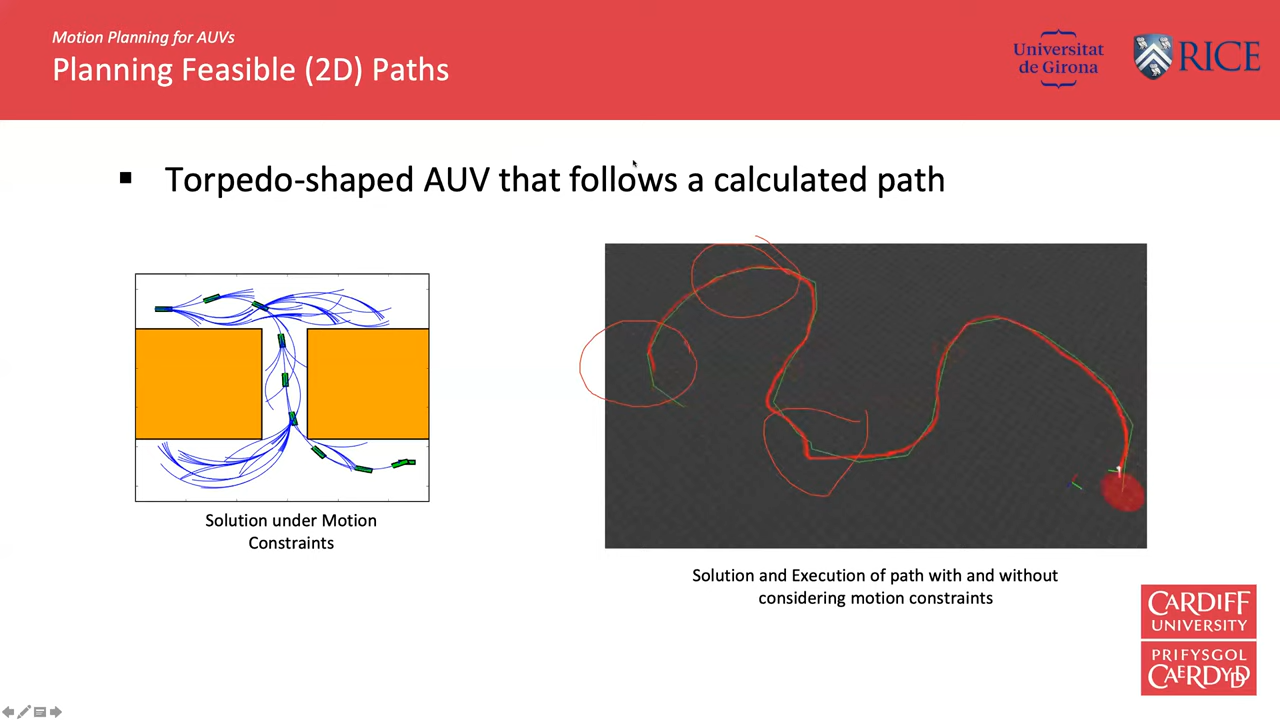 Motion Planning for AUVs
Planning Feasible (2D) Paths
Universitat
de Girona
RICE
▪ Torpedo-shaped AUV that follows a calculated path
Solution under Motion
Constraints
Solution and Execution of path with and without
considering motion constraints
CARDIFF
UNIVERSITY
PRIFYSGOL
CAERDYDD